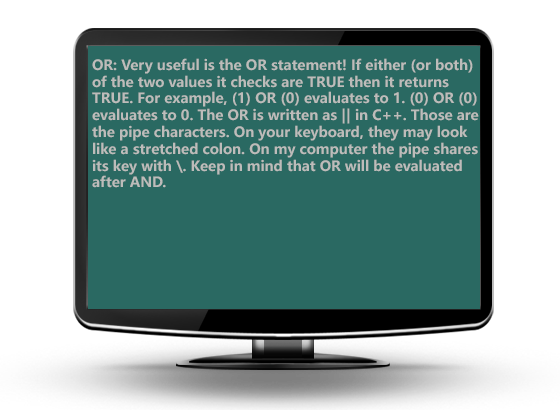 OR: Very useful is the OR statement! If either (or both)
of the two values it checks are TRUE then it returns
TRUE. For example, (1) OR (0) evaluates to 1. (0) OR (0)
evaluates to 0. The OR is written as || in C++. Those are
the pipe characters. On your keyboard, they may look
like a stretched colon. On my computer the pipe shares
its key with \. Keep in mind that OR will be evaluated
after AND.